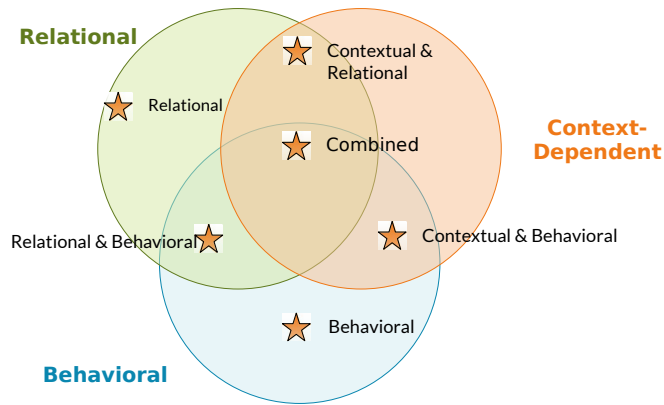 Relational
Contextual &
Relational
Relational
Combined
Context-
Dependent
Relational & Behavioral
Contextual & Behavioral
Behavioral
Behavioral